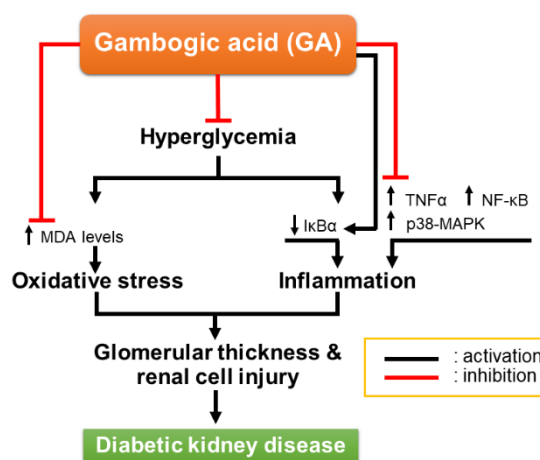 Gambogic acid (GA)
Hyperglycemia
TNFα NF-κB
IκBα p38-MAPK
MDA levels
Oxidative stress Inflammation
Glomerular thickness &
renal cell injury
: activation
: inhibition
Diabetic kidney disease